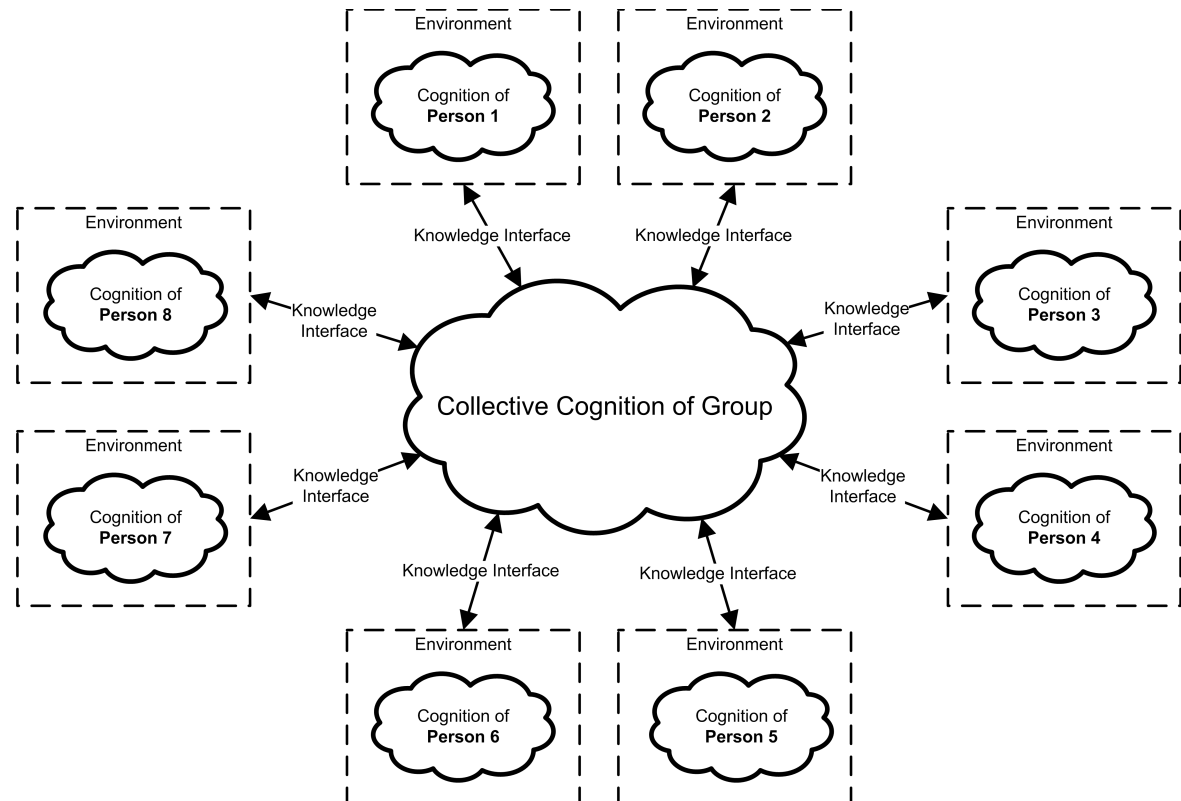 Environment
Cognition of
Person 1
Environment
Cognition of
Person 2
Knowledge Interface
Knowledge Interface
Environment
Cognition of
Person 8
Knowledge
Interface
Knowledge
Interface
Environment
Cognition of
Person 3
Collective Cognition of Group
Environment
Cognition of
Person 7
Knowledge
Interface
Knowledge
Interface
Environment
Cognition of
Person 4
Knowledge Interface
Knowledge Interface
Environment
Cognition of
Person 6
Environment
Cognition of
Person 5